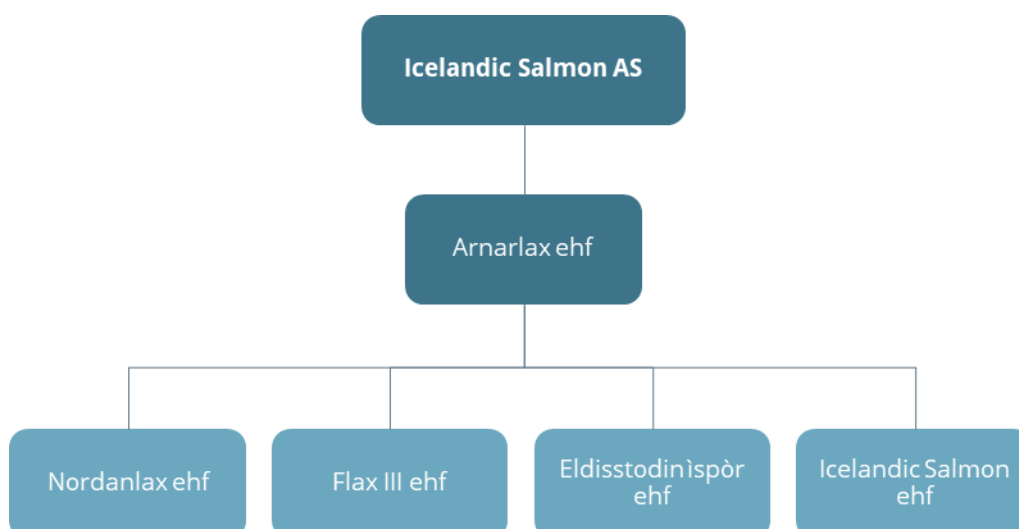 Icelandic Salmon AS
Arnarlax ehf
Nordanlax ehf
Flax III ehf
Eldisstodin ìspòr
ehf
Icelandic Salmon
ehf